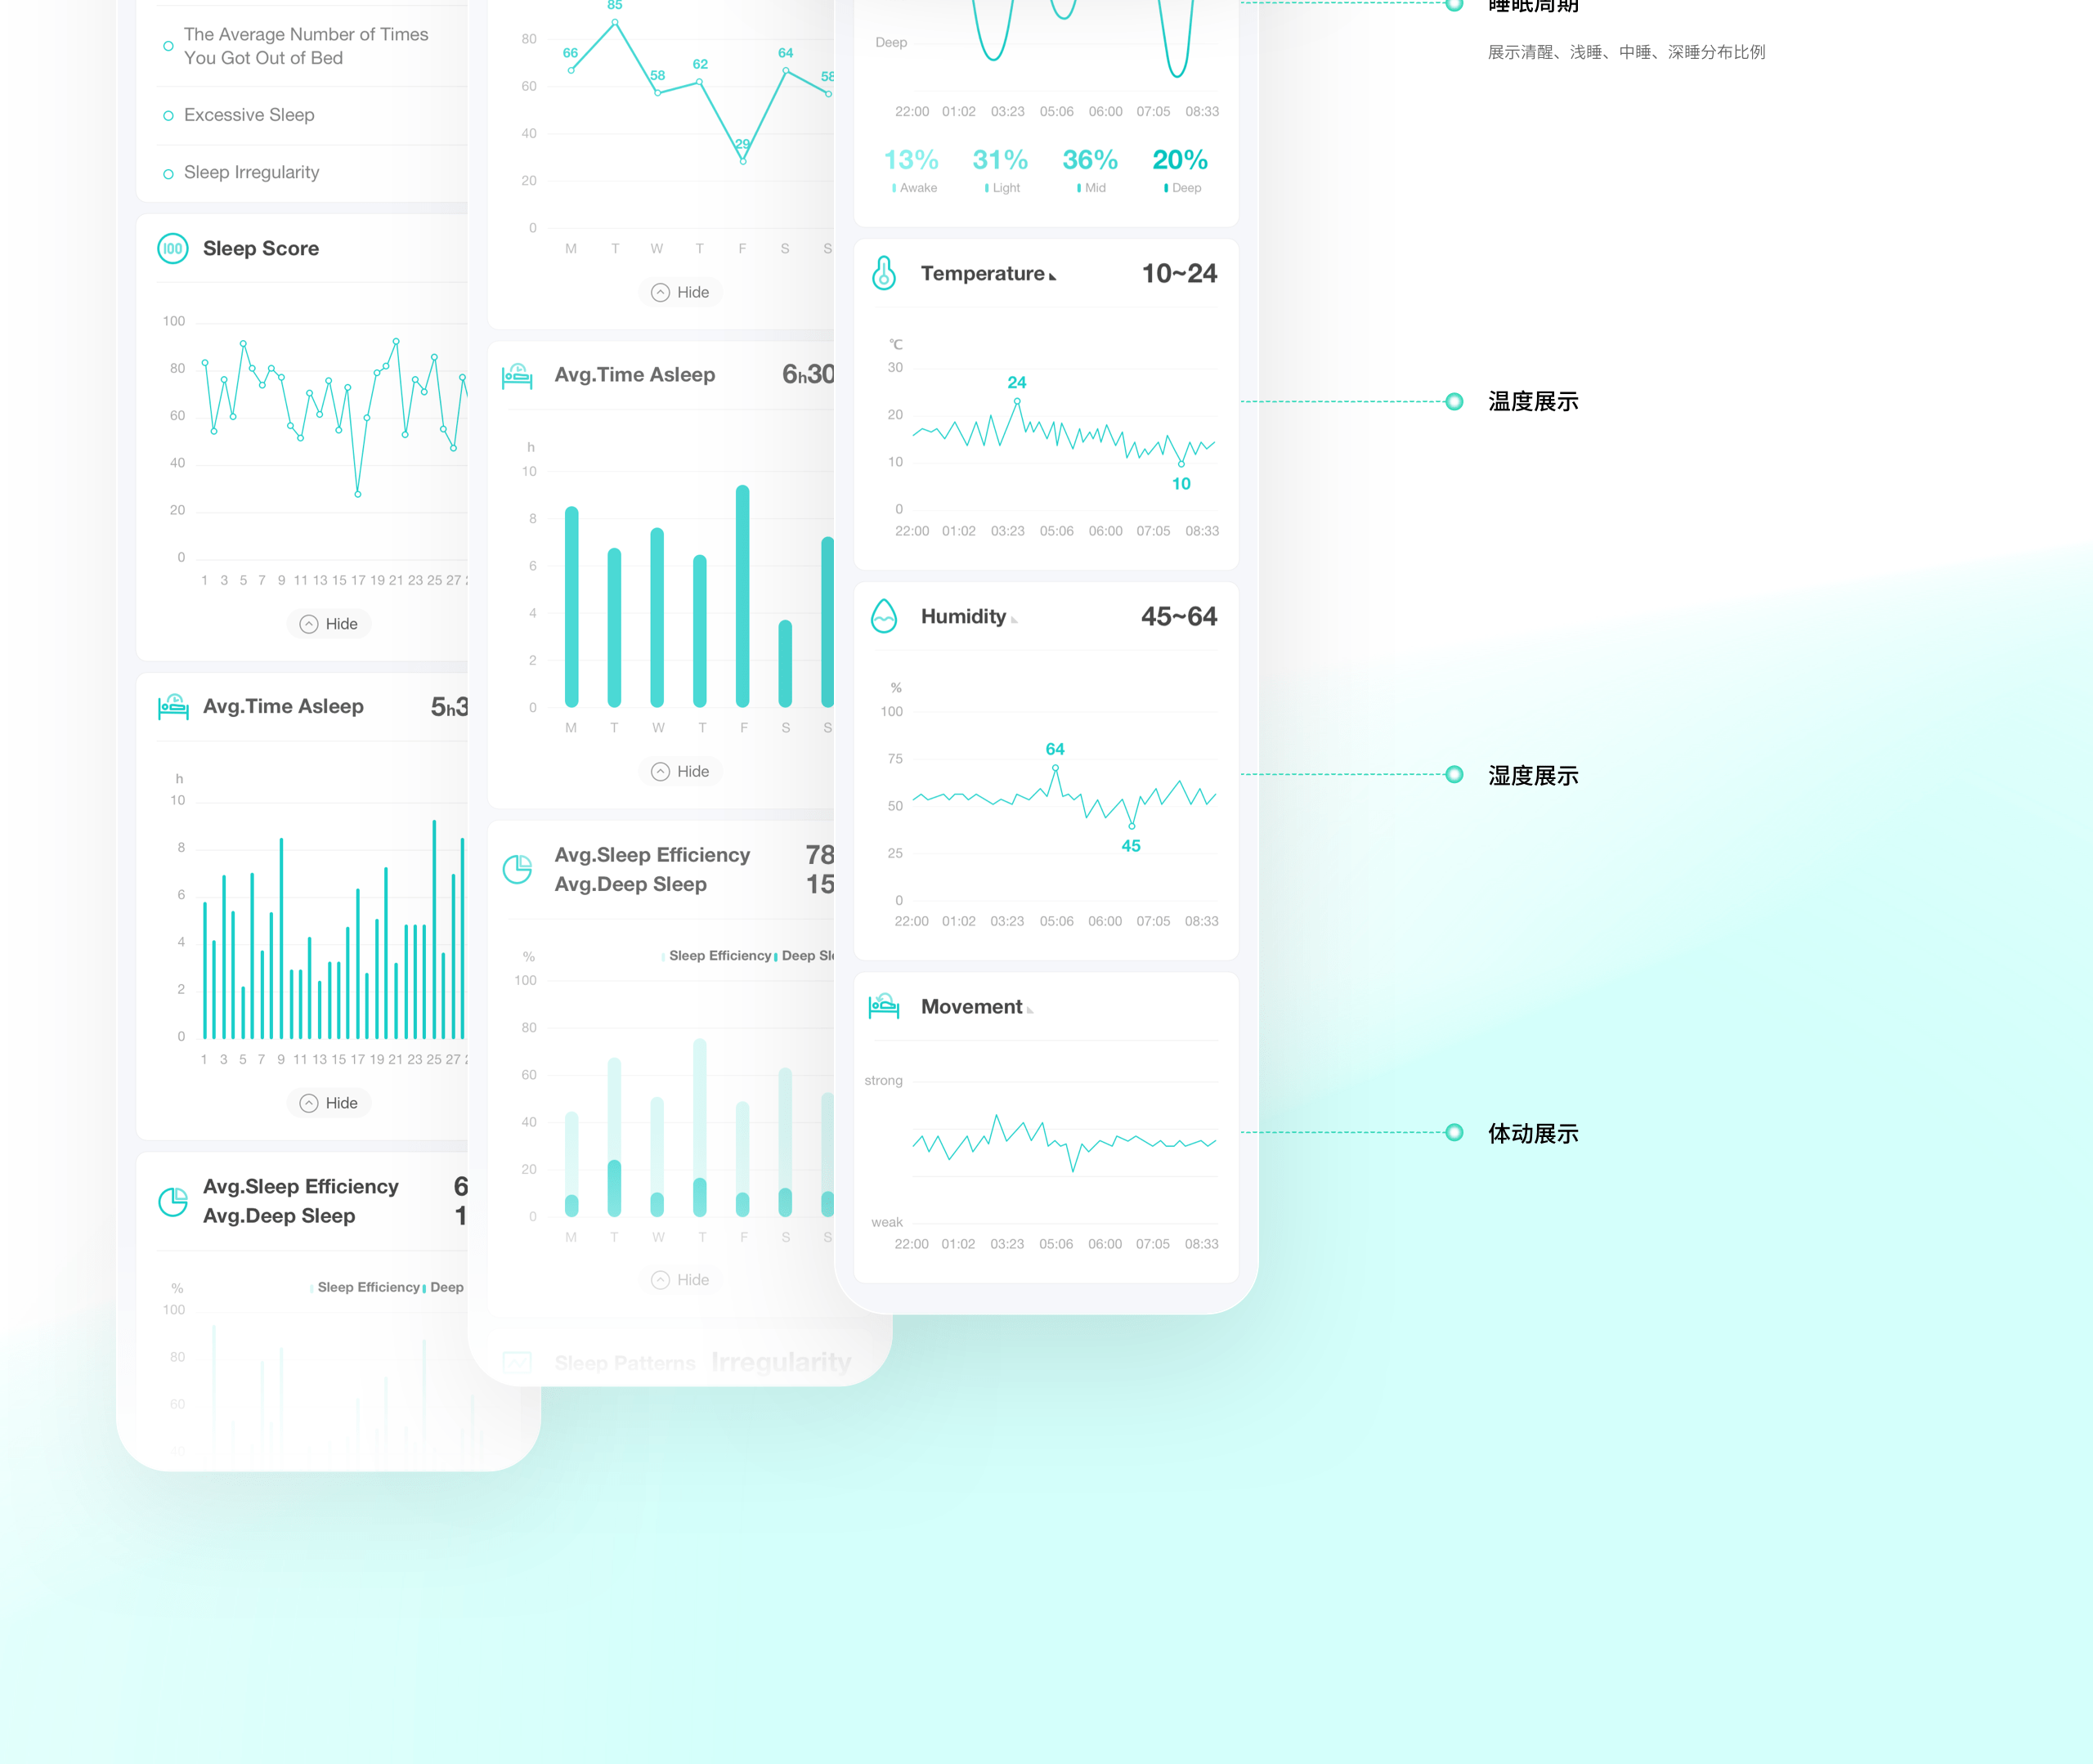 The Average Number of Times
You Got Out of Bed
Excessive Sleep
Sleep Irregularity
100 Sleep Score
100
80
60
40
20
0
1 3 5 7 9 11 13 15 17 19 21 23 25 27
Hide
Avg.Time Asleep 5h3
h
10
8
6
4
2
0
1 3 5 7 9 11 13 15 17 19 21 23 25 27
Hide
Avg.Sleep Efficiency 6
Avg.Deep Sleep 1
% Sleep Efficiency Deep
100
80
60
40
85
80
66 58 62 64 58
60
40
29
20
0
M T W T F S S
Hide
Avg.Time Asleep 6h30
h
10
8
6
4
2
0
M T W T F S S
Hide
Avg.Sleep Efficiency 78
Avg.Deep Sleep 15
% Sleep Efficiency Deep Sle
100
80
60
40
20
0
M T W T F S S
Hide
Sleep Patterns Irregularity
Deep
22:00 01:02 03:23 05:06 06:00 07:05 08:33
13% 31% 36% 20%
Awake Light Mid Deep
Temperature 10~24
℃
30
24
20
10
10
0
22:00 01:02 03:23 05:06 06:00 07:05 08:33
Humidity 45~64
%
100
64
75
50
45
25
0
22:00 01:02 03:23 05:06 06:00 07:05 08:33
Movement
strong
weak
22:00 01:02 03:23 05:06 06:00 07:05 08:33
睡眠周期
展示清醒、浅睡、中睡、深睡分布比例
温度展示
湿度展示
体动展示